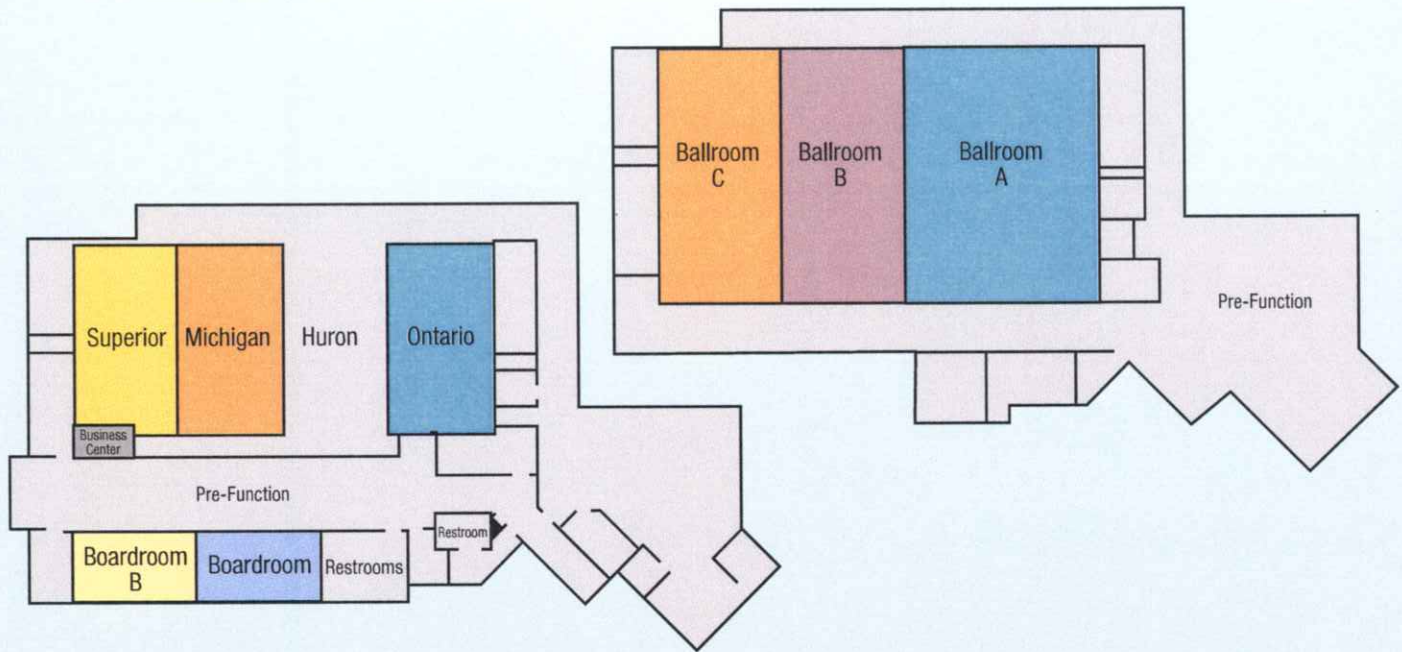 Ballroom
C
Ballroom
B
Ballroom
A
Pre-Function
Superior
Michigan
Huron
Ontario
Business
Center
Pre-Function
Restroom
Boardroom
B
Boardroom
Restrooms